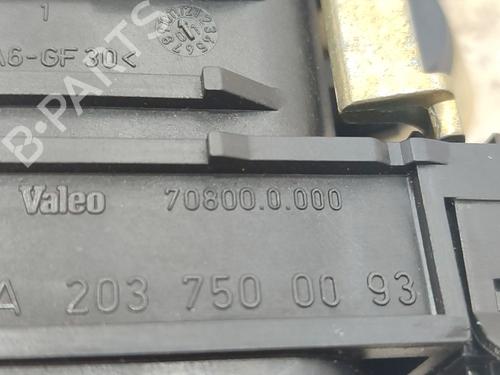 1
A6-GF30<
B-PARTS
Valeo 70800.0.000
A 203 750 00 93